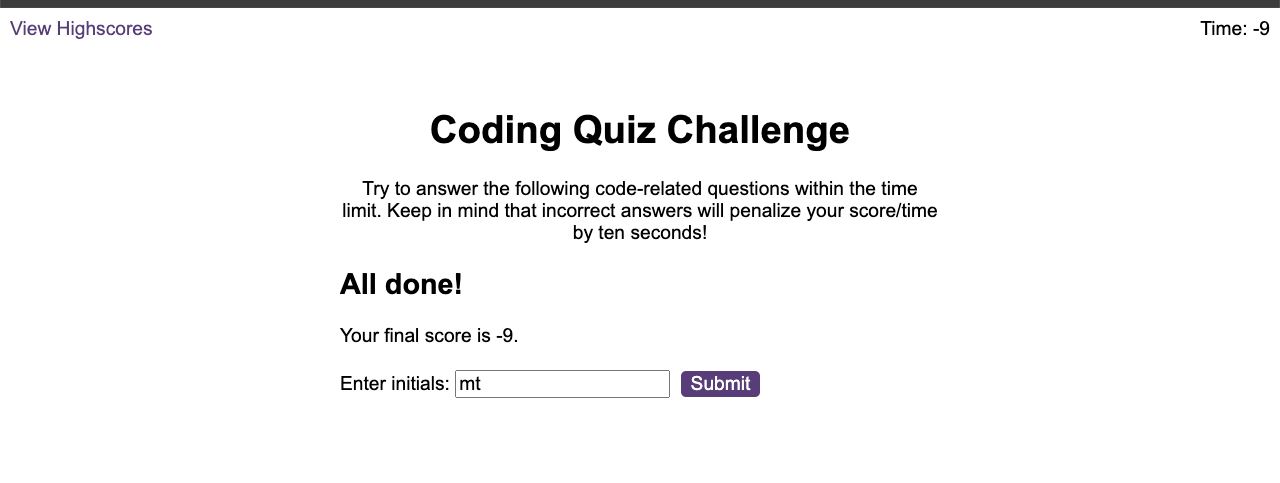 View Highscores
Time: -9
Coding Quiz Challenge
Try to answer the following code-related questions within the time
limit. Keep in mind that incorrect answers will penalize your score/time
by ten seconds!
All done!
Your final score is -9.
Enter initials: mt Submit